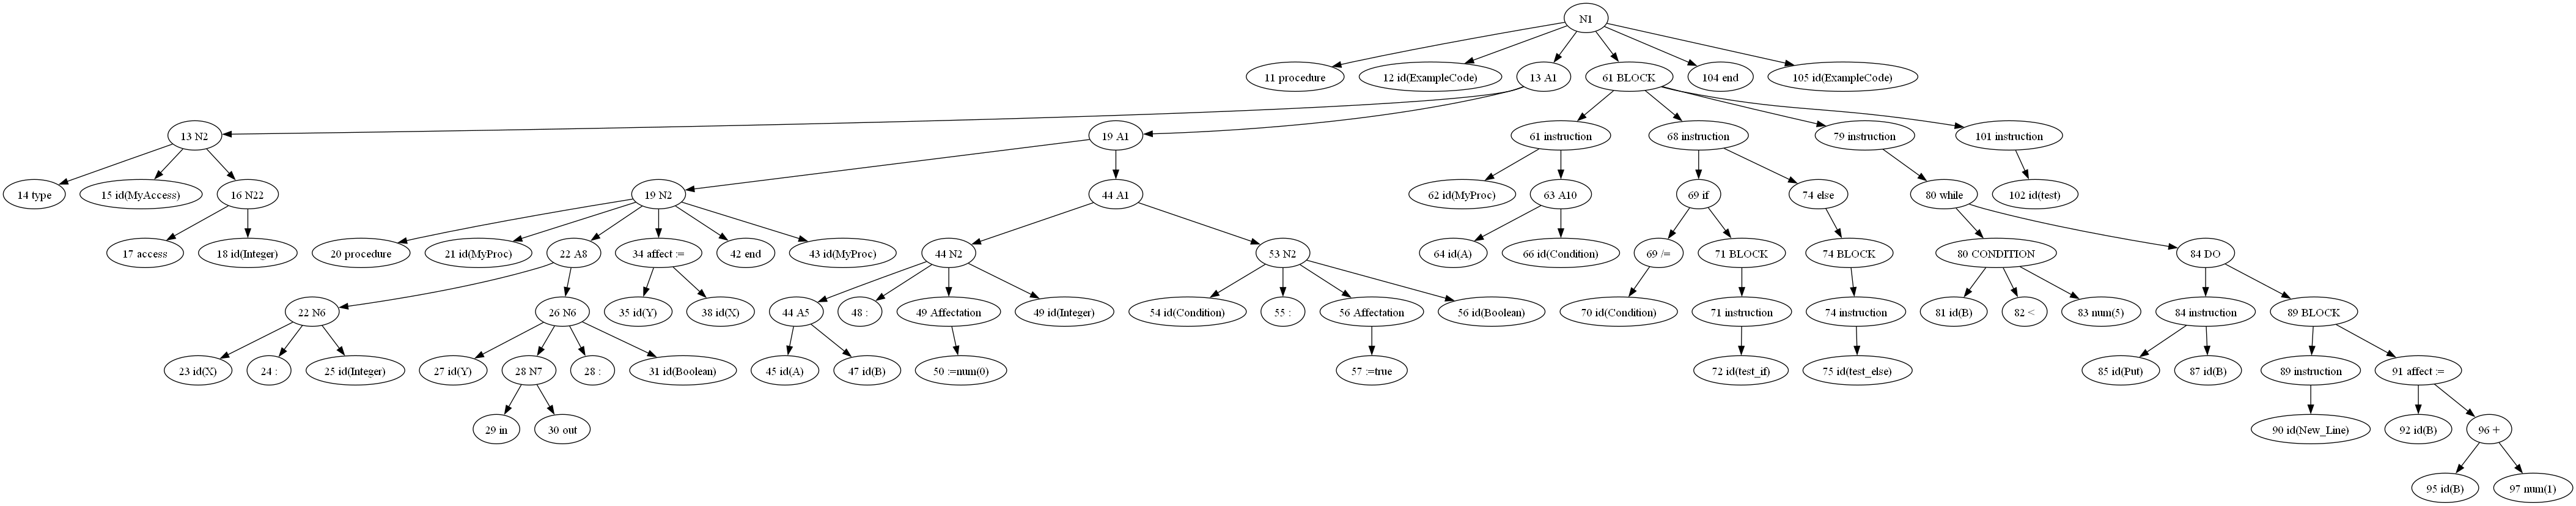 N1
11 procedure
12 id(ExampleCode)
13 A1
61 BLOCK
104 end
105 id(ExampleCode)
13 N2
19 A1
61 instruction
68 instruction
79 instruction
101 instruction
14 type
15 id(MyAccess)
16 N22
19 N2
44 A1
62 id(MyProc)
63 A10
69 if
74 else
80 while
102 id(test)
17 access
18 id(Integer)
20 procedure
21 id(MyProc)
22 A8
34 affect :=
42 end
43 id(MyProc)
44 N2
53 N2
64 id(A)
66 id(Condition)
69 /=
71 BLOCK
74 BLOCK
80 CONDITION
84 DO
22 N6
26 N6
35 id(Y)
38 id(X)
44 A5
48 :
49 Affectation
49 id(Integer)
54 id(Condition)
55 :
56 Affectation
56 id(Boolean)
70 id(Condition)
71 instruction
74 instruction
81 id(B)
82 <
83 num(5)
84 instruction
89 BLOCK
23 id(X)
24 :
25 id(Integer)
27 id(Y)
28 N7
28 :
31 id(Boolean)
45 id(A)
47 id(B)
50 :=num(0)
57 :=true
72 id(test_if)
75 id(test_else)
85 id(Put)
87 id(B)
89 instruction
91 affect :=
29 in
30 out
90 id(New_Line)
92 id(B)
96 +
95 id(B)
97 num(1)